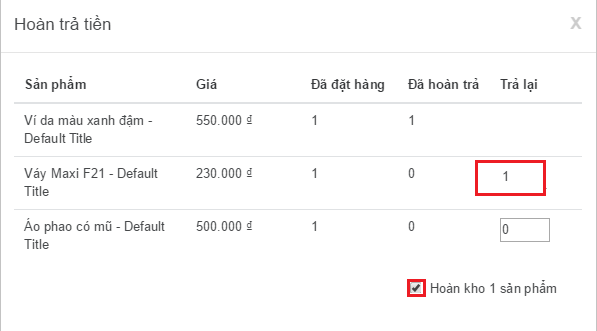 Hoàn trả tiền X
Sản phẩm Giá Đã đặt hàng Đã hoàn trả Trả lại
Ví da màu xanh đậm - 550.000 ₫ 1 1
Default Title
Váy Maxi F21 - Default 230.000 ₫ 1 0 1
Title
Áo phao có mũ - Default 500.000 ₫ 1 0 0
Title
Hoàn kho 1 sản phẩm